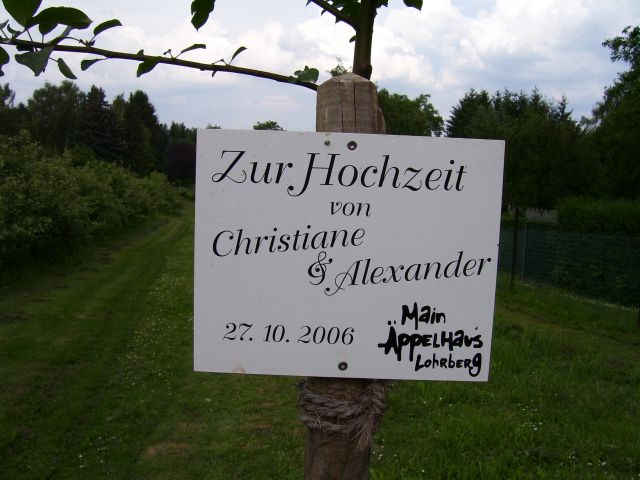 Zur Hochzeit
von
Christiane
& Alexander
27. 10. 2006
Main
ÄppelHaus
Lohrberg